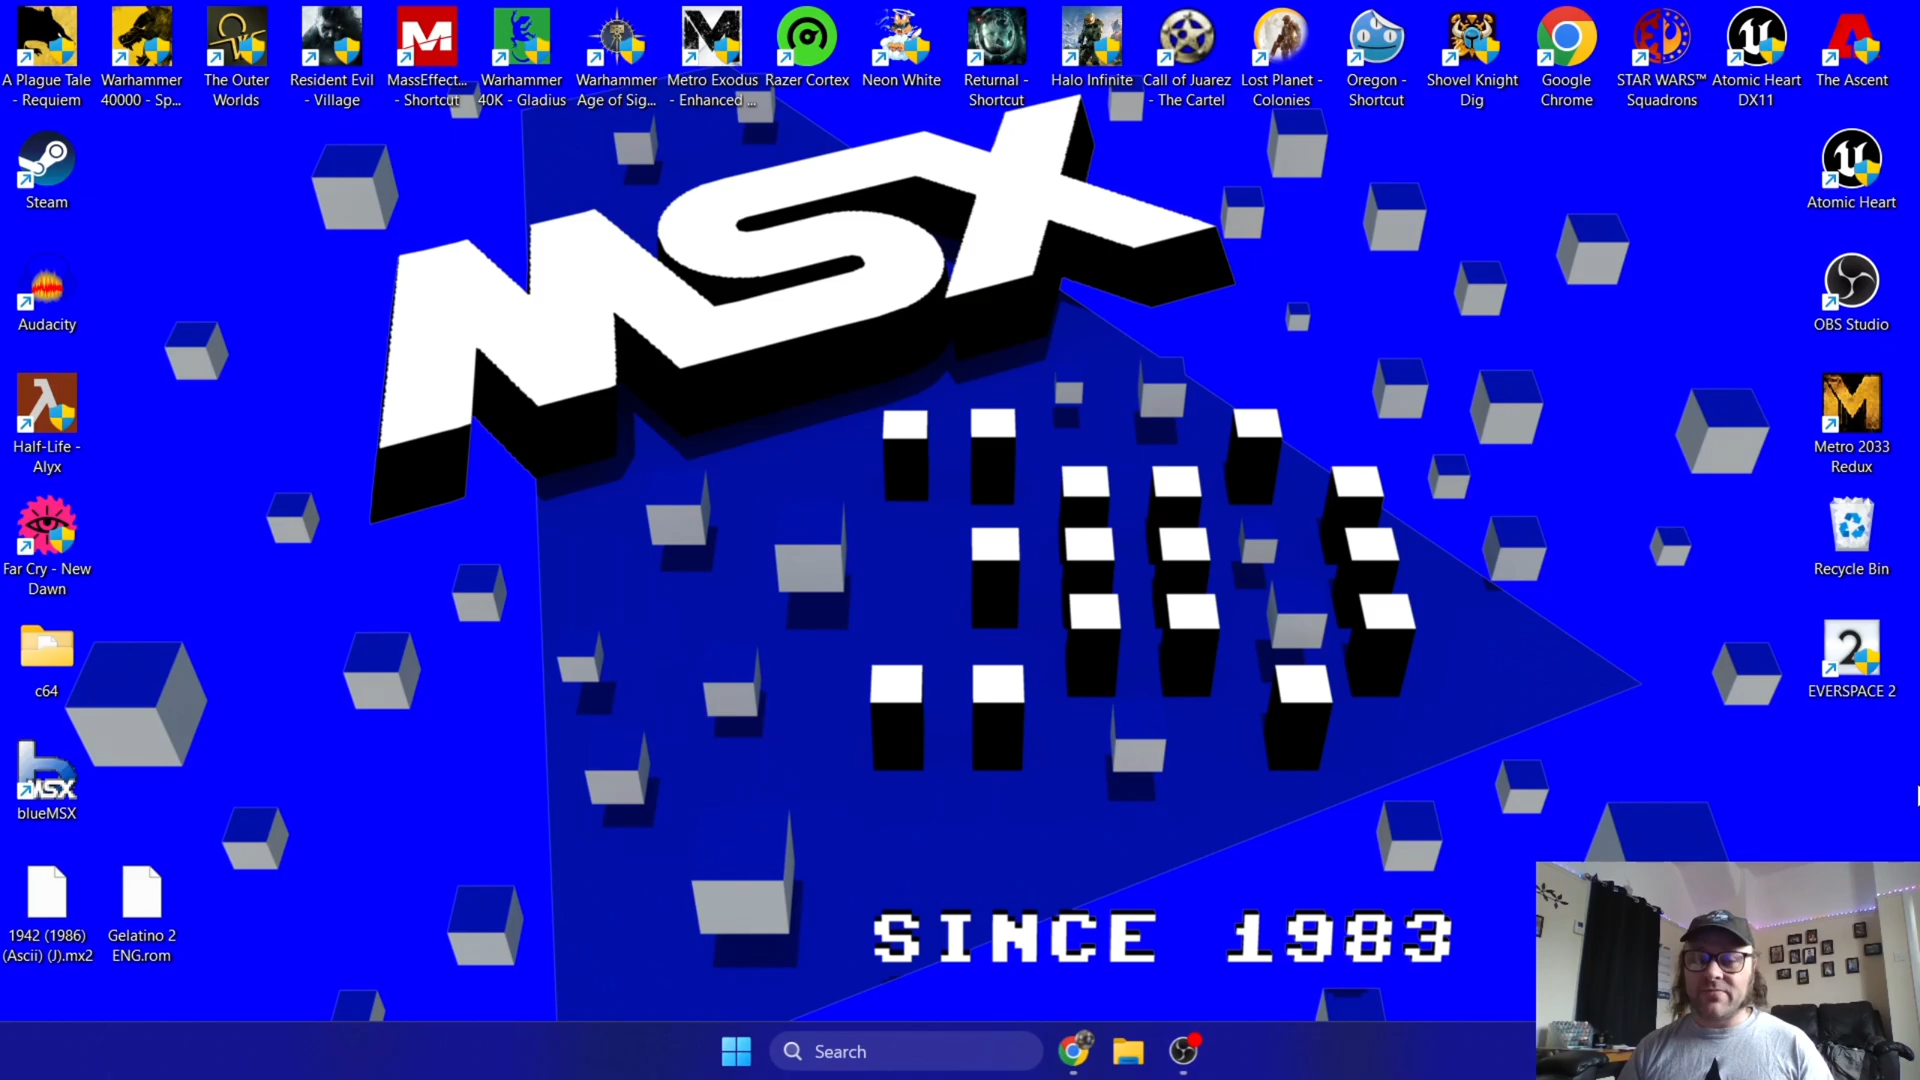 A Plague Tale
- Requiem
Warhammer
40000 - Sp...
The Outer
Worlds
Resident Evil
- Village
MassEffect...
- Shortcut
Warhammer
40K - Gladius
Warhammer
Age of Sig...
Metro Exodus
- Enhanced ...
Razer Cortex
Neon White
Returnal -
Shortcut
Halo Infinite
Call of Juarez
- The Cartel
Lost Planet -
Colonies
Oregon -
Shortcut
Shovel Knight
Dig
Google
Chrome
STAR WARS™
Squadrons
Atomic Heart
DX11
The Ascent
Steam
Atomic Heart
MSX
Audacity
OBS Studio
Half-Life -
Alyx
Metro 2033
Redux
Far Cry - New
Dawn
Recycle Bin
c64
2
EVERSPACE 2
MSX
blueMSX
1942 (1986)
(Ascii) (J).mx2
Gelatino 2
ENG.rom
SINCE 1983
Search